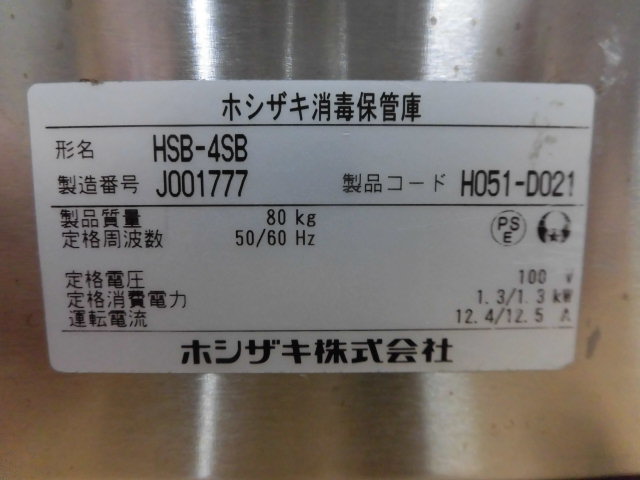 ホシザキ消毒保管庫
形名 HSB-4SB
製造番号 J001777 製品コード H051-D021
製品質量 80 kg
定格周波数 50/60 Hz
PS
E
定格電圧 100 V
定格消費電力 1.3/1.3 kW
運転電流 12.4/12.5 A
ホシザキ株式会社